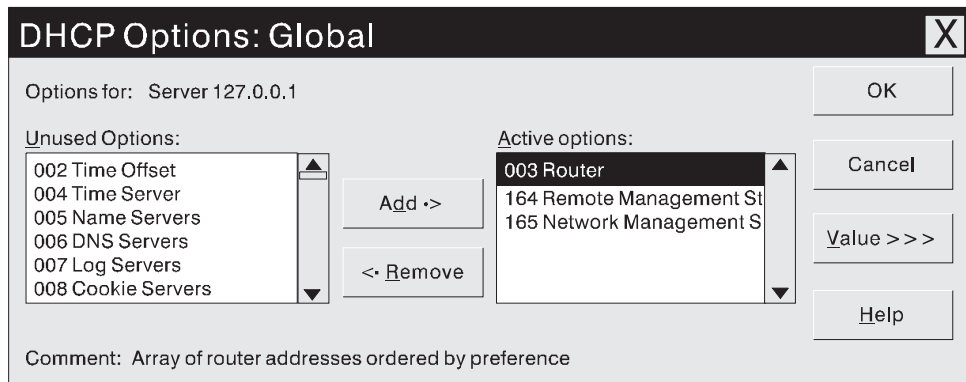 DHCP Options: Global X
Options for: Server 127.0.0.1
OK
Unused Options:
002 Time Offset
004 Time Server
005 Name Servers
006 DNS Servers
007 Log Servers
008 Cookie Servers
Add ·>
<· Remove
Active options:
003 Router
164 Remote Management St
165 Network Management S
Cancel
Value >>>
Help
Comment: Array of router addresses ordered by preference